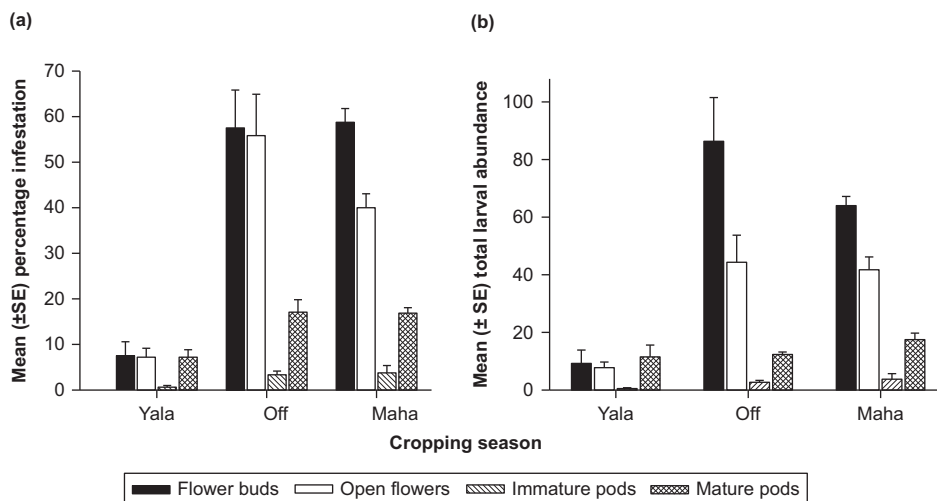 (a)
Mean (±SE) percentage infestation
70
60
50
40
30
20
10
0
Yala Off Maha
(b)
Mean (± SE) total larval abundance
100
80
60
40
20
0
Yala Off Maha
Cropping season
Flower buds Open flowers Immature pods Mature pods